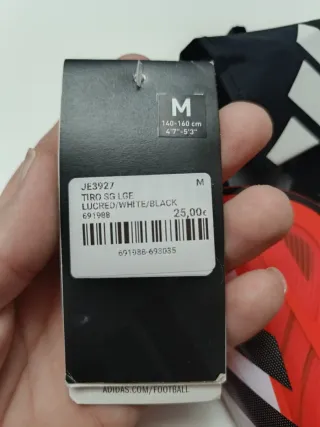 M
140-160 cm
4'7"-5'3"
JE3927 M
TIRO SG LGE
LUCRED/WHITE/BLACK
691988 25,00€
691988-693035
ADIDAS.COM/FOOTBALL